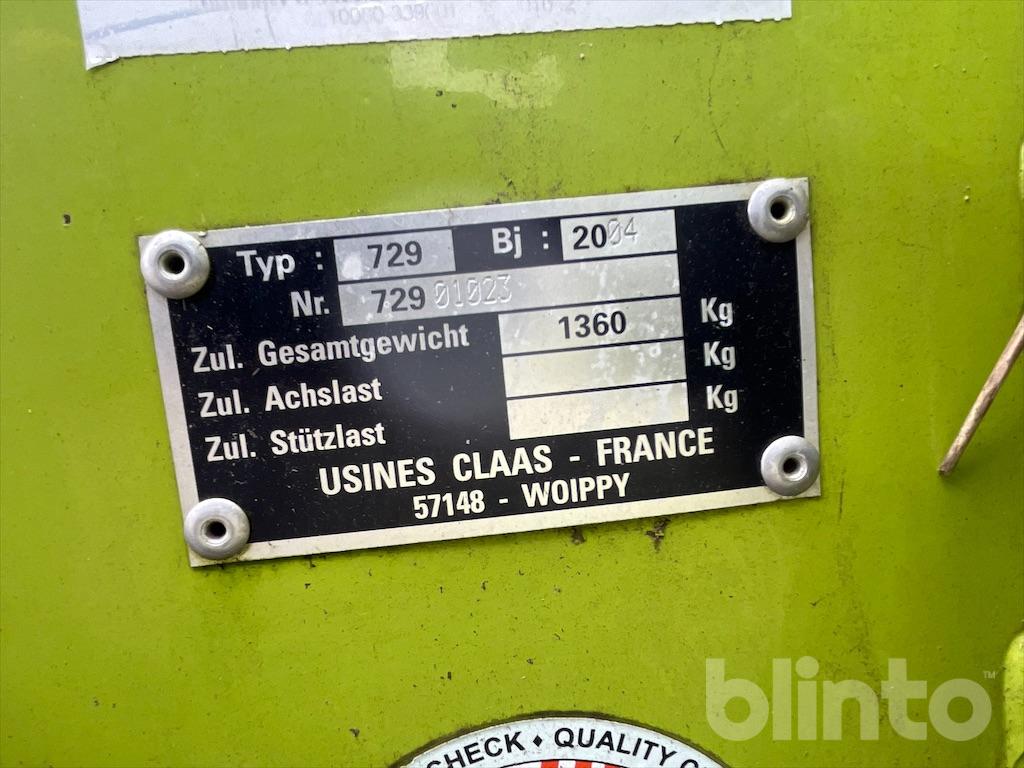 Typ : 729 Bj : 2004
Nr. 729 01023
Zul. Gesamtgewicht 1360 Kg
Zul. Achslast Kg
Zul. Stützlast Kg
USINES CLAAS - FRANCE
57148 - WOIPPY
CHECK • QUALITY
blinto™